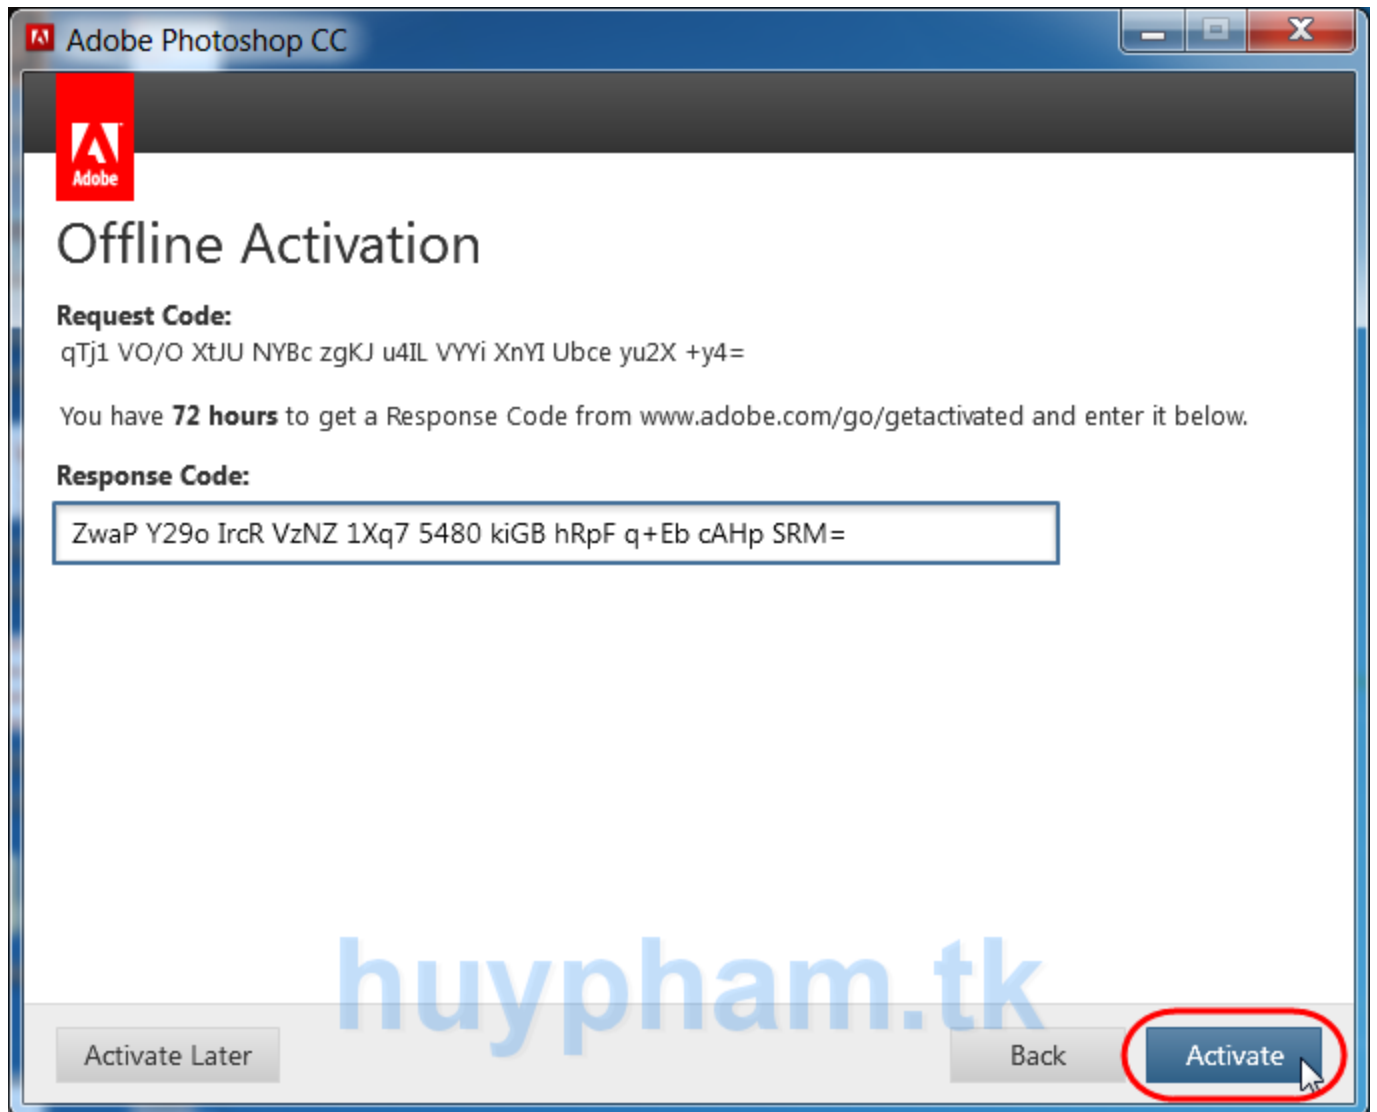 Adobe Photoshop CC
Adobe
Offline Activation
Request Code:
qTj1 VO/O XtJU NYBc zgKJ u4IL VYYi XnYI Ubce yu2X +y4=
You have 72 hours to get a Response Code from www.adobe.com/go/getactivated and enter it below.
Response Code:
ZwaP Y29o IrcR VzNZ 1Xq7 5480 kiGB hRpF q+Eb cAHp SRM=
huypham.tk
Activate Later Back Activate